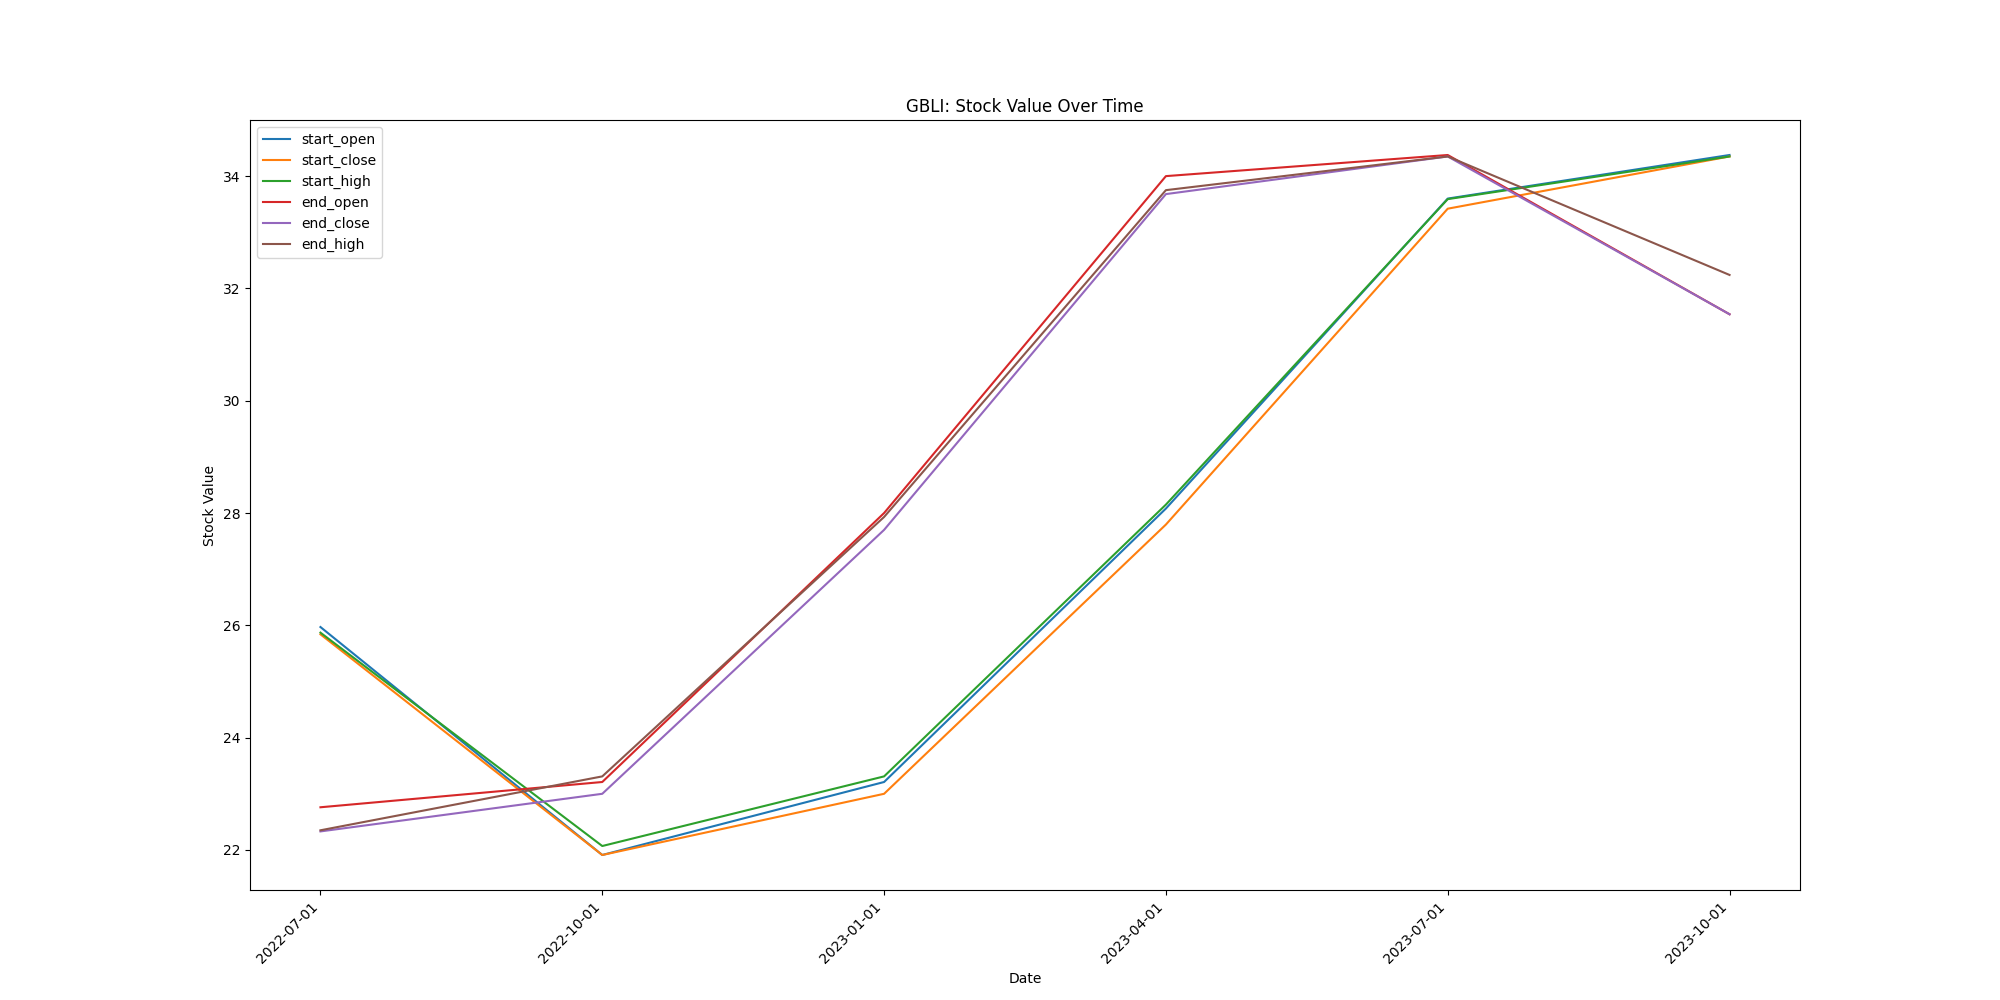 GBLI: Stock Value Over Time
start_open
start_close
start_high
end_open
end_close
end_high
34
32
30
28
26
24
22
Stock Value
2022-07-01
2022-10-01
2023-01-01
2023-04-01
2023-07-01
2023-10-01
Date